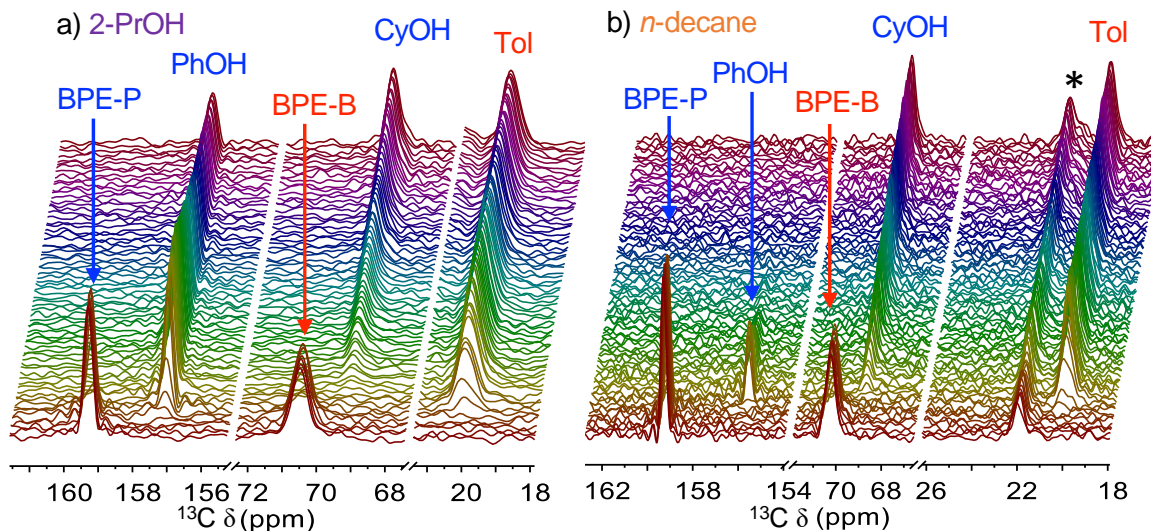 a) 2-PrOH
CyOH
Tol
PhOH
BPE-P
BPE-B
160
158
156
72
70
68
20
18
¹³C δ (ppm)
b) n-decane
CyOH
Tol
*
PhOH
BPE-P
BPE-B
162
158
154
70
68
26
22
18
¹³C δ (ppm)